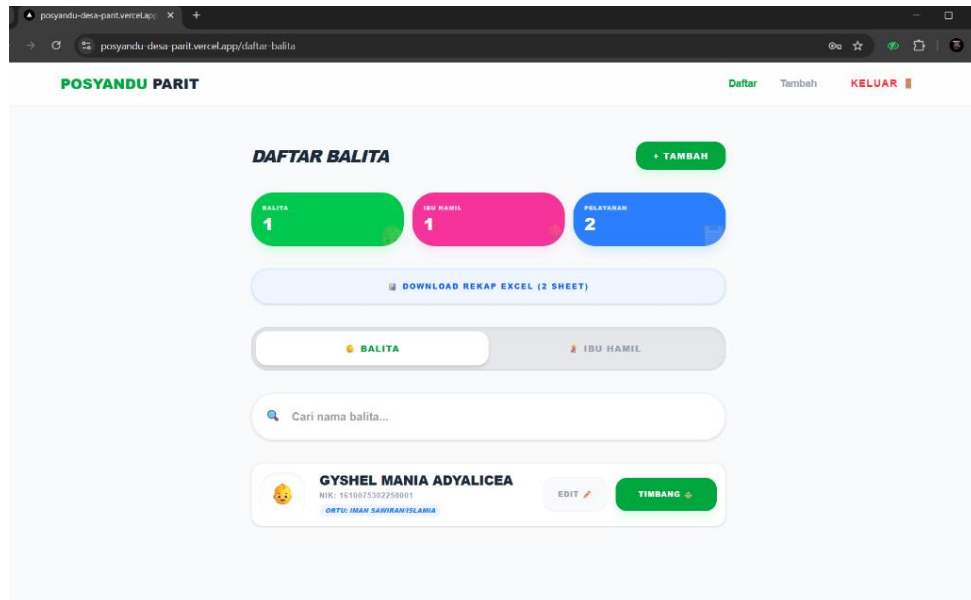 posyandu-desa-parit.vercel.app
posyandu-desa-parit.vercel.app/daftar-balita
POSYANDU PARIT
Daftar
Tambah
KELUAR
DAFTAR BALITA
+ TAMBAH
BALITA
1
IBU HAMIL
1
PELAYANAN
2
DOWNLOAD REKAP EXCEL (2 SHEET)
BALITA
IBU HAMIL
Cari nama balita...
GYSHEL MANIA ADYALICEA
NIK: 1610075302250001
ORTU: IMAN SAWIRAN/ISLAMIA
EDIT
TIMBANG